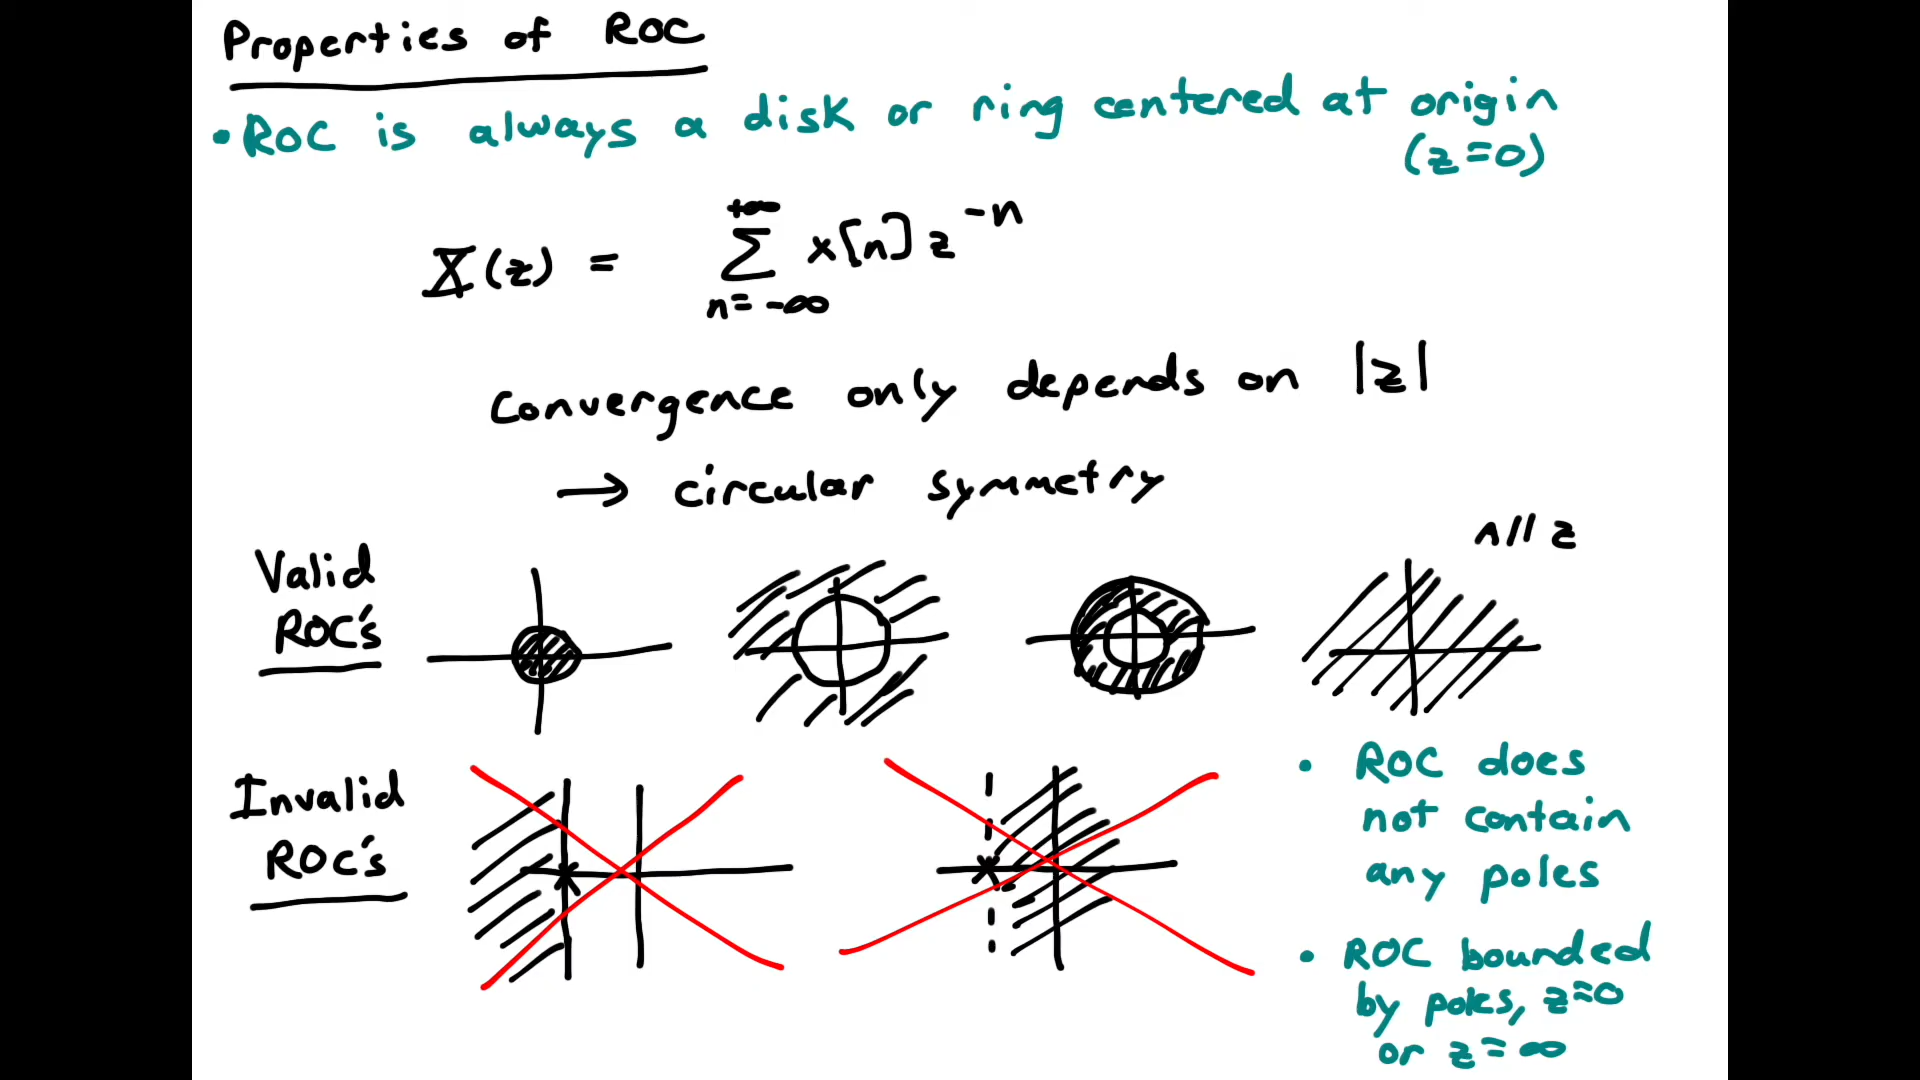 Properties of ROC
• ROC is always a disk or ring centered at origin
(z=0)
X(z) = +∞ Σ n=-∞ x[n] z^-n
convergence only depends on |z|
→ circular symmetry
Valid
ROC's
all z
Invalid
ROC's
• ROC does
not contain
any poles
• ROC bounded
by poles, z=0
or z=∞